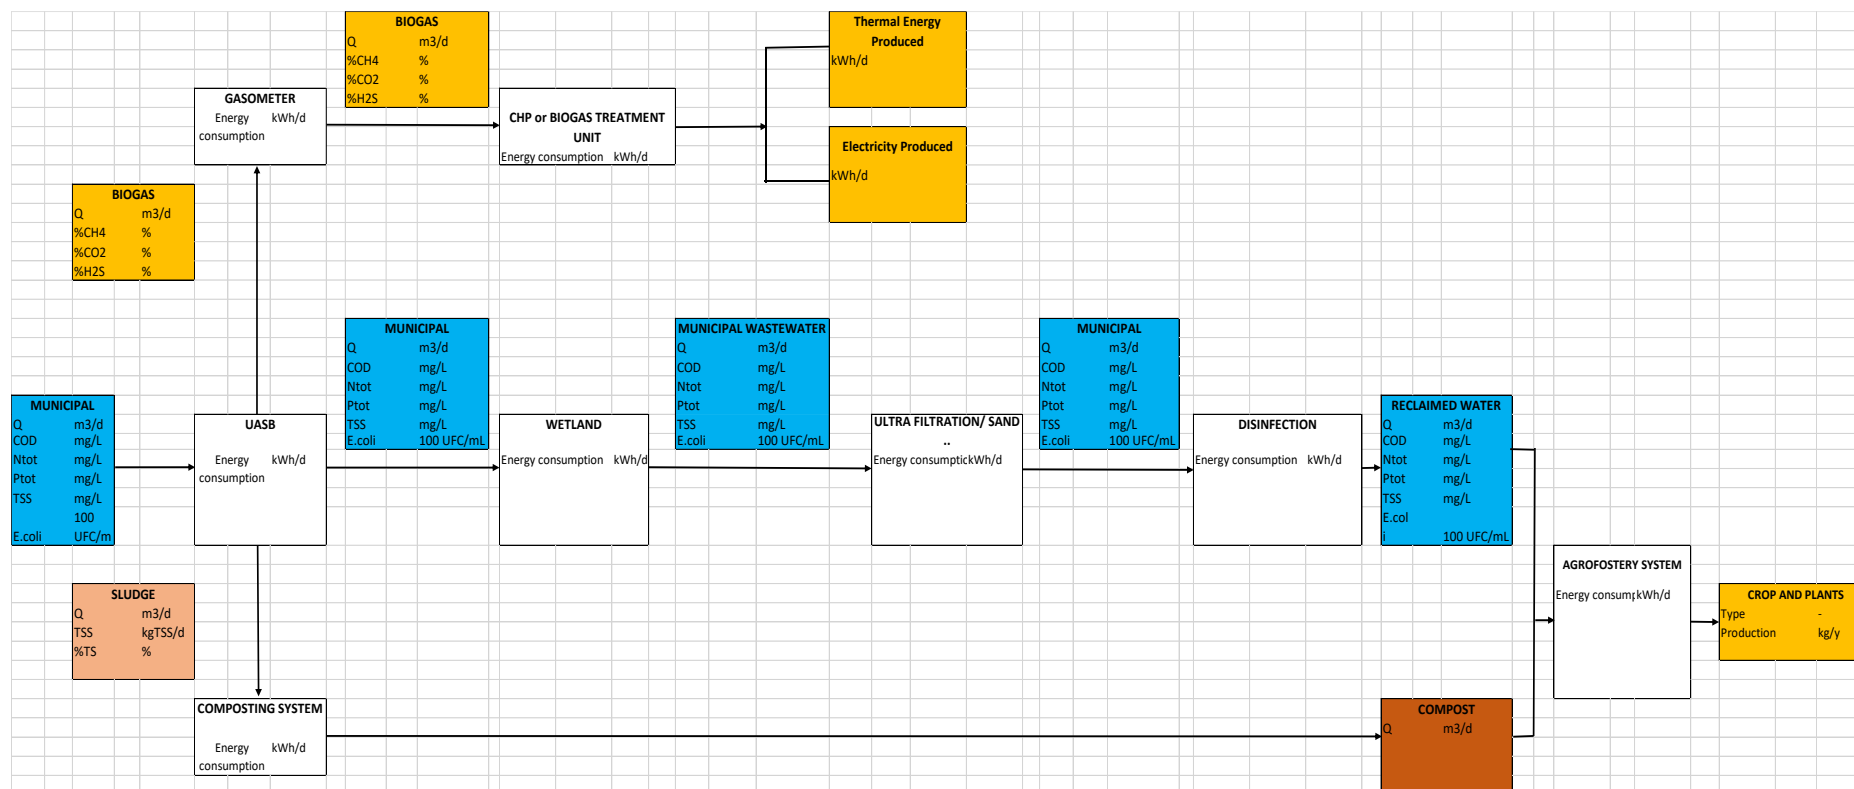 BIOGAS
Q m3/d
%CH4 %
%CO2 %
%H2S %
Thermal Energy
Produced
kWh/d
GASOMETER
Energy kWh/d
consumption
CHP or BIOGAS TREATMENT
UNIT
Energy consumption kWh/d
Electricity Produced
kWh/d
BIOGAS
Q m3/d
%CH4 %
%CO2 %
%H2S %
MUNICIPAL
Q m3/d
COD mg/L
Ntot mg/L
Ptot mg/L
TSS mg/L
E.coli 100 UFC/mL
MUNICIPAL WASTEWATER
Q m3/d
COD mg/L
Ntot mg/L
Ptot mg/L
TSS mg/L
E.coli 100 UFC/mL
MUNICIPAL
Q m3/d
COD mg/L
Ntot mg/L
Ptot mg/L
TSS mg/L
E.coli 100 UFC/mL
MUNICIPAL
Q m3/d
COD mg/L
Ntot mg/L
Ptot mg/L
TSS mg/L
100
E.coli UFC/m
UASB
Energy kWh/d
consumption
WETLAND
Energy consumption kWh/d
ULTRA FILTRATION/ SAND
..
Energy consumptickWh/d
DISINFECTION
Energy consumption kWh/d
RECLAIMED WATER
Q m3/d
COD mg/L
Ntot mg/L
Ptot mg/L
TSS mg/L
E.col
i 100 UFC/mL
AGROFOSTERY SYSTEM
Energy consumpkWh/d
CROP AND PLANTS
Type -
Production kg/y
SLUDGE
Q m3/d
TSS kgTSS/d
%TS %
COMPOSTING SYSTEM
Energy kWh/d
consumption
COMPOST
Q m3/d